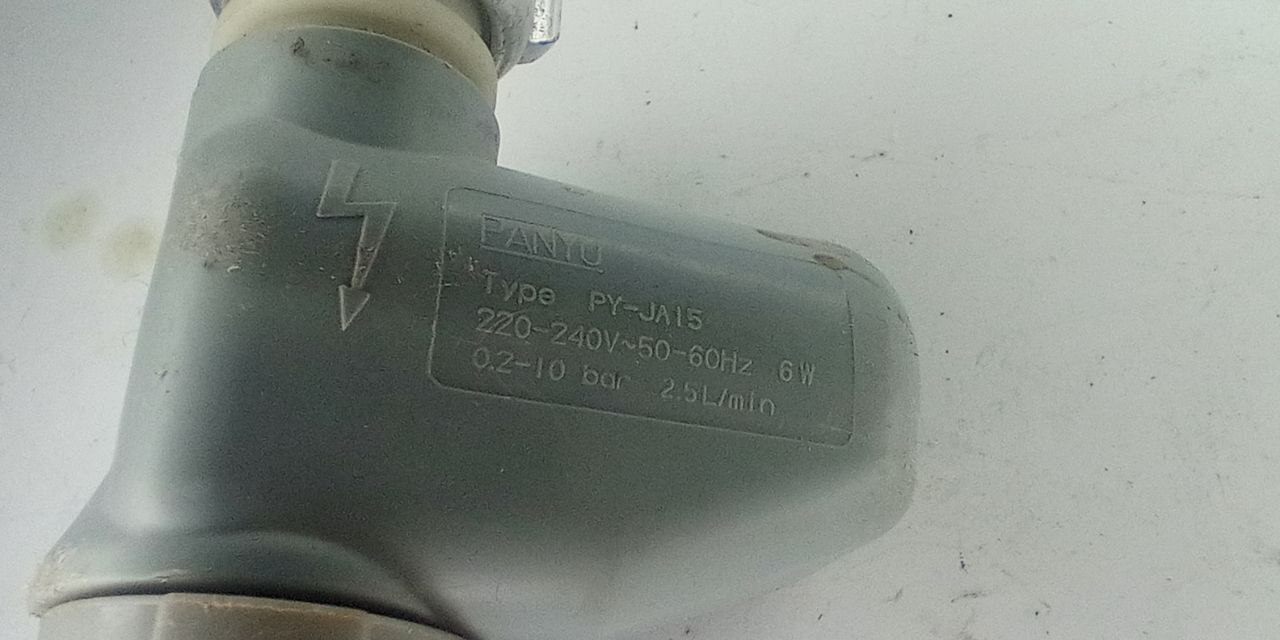 PANYU
Type PY-JA15
220-240V~50-60Hz 6W
0.2-10 bar 2.5L/min